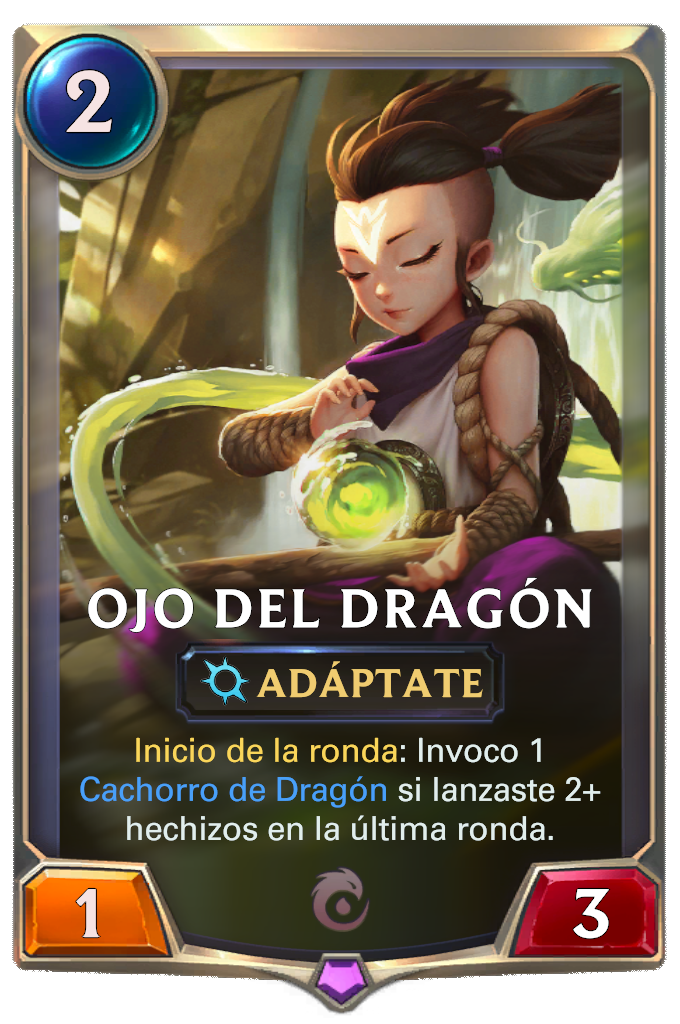 2
OJO DEL DRAGÓN
ADÁPTATE
Inicio de la ronda: Invoco 1
Cachorro de Dragón si lanzaste 2+
hechizos en la última ronda.
1
3